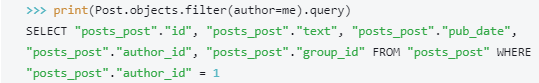 >>> print(Post.objects.filter(author=me).query)
SELECT "posts_post"."id", "posts_post"."text", "posts_post"."pub_date",
"posts_post"."author_id", "posts_post"."group_id" FROM "posts_post" WHERE
"posts_post"."author_id" = 1